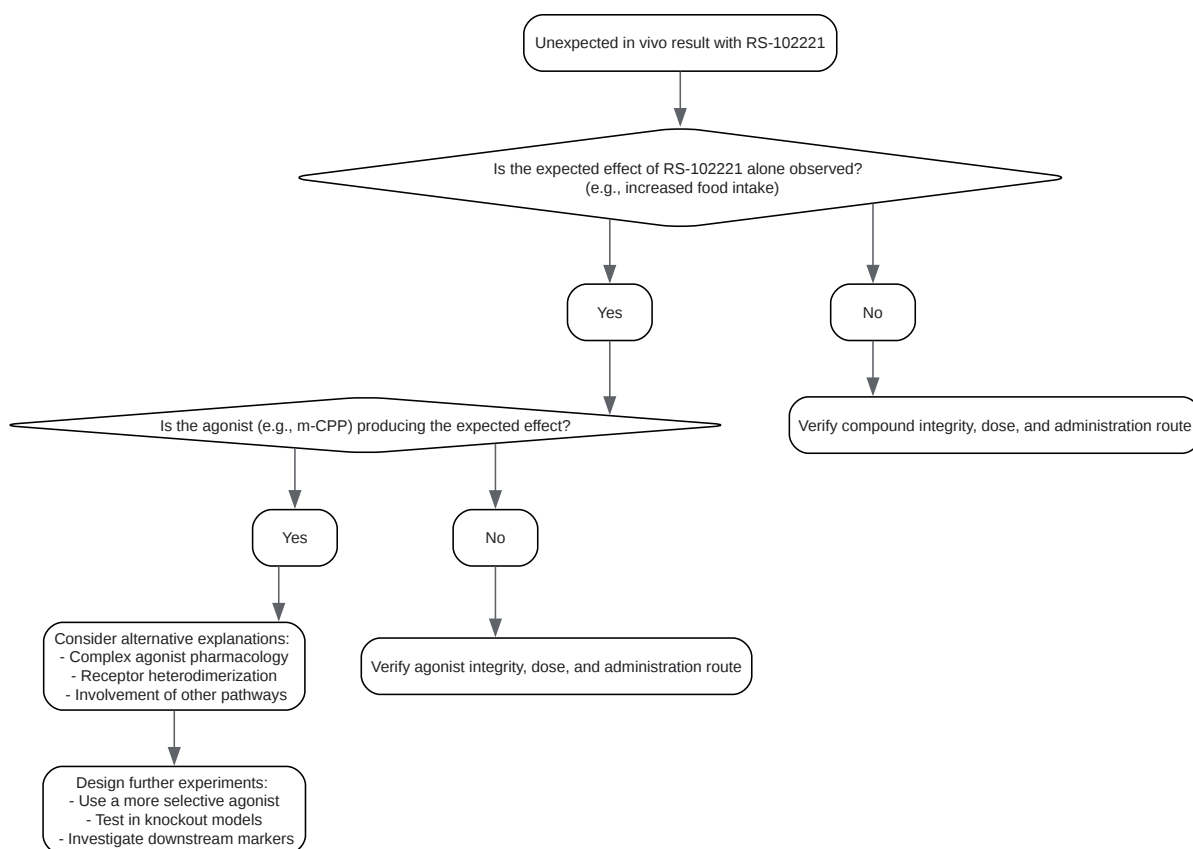 Unexpected in vivo result with RS-102221
Is the expected effect of RS-102221 alone observed?
(e.g., increased food intake)
Yes
No
Is the agonist (e.g., m-CPP) producing the expected effect?
Verify compound integrity, dose, and administration route
Yes
No
Consider alternative explanations:
- Complex agonist pharmacology
- Receptor heterodimerization
- Involvement of other pathways
Verify agonist integrity, dose, and administration route
Design further experiments:
- Use a more selective agonist
- Test in knockout models
- Investigate downstream markers